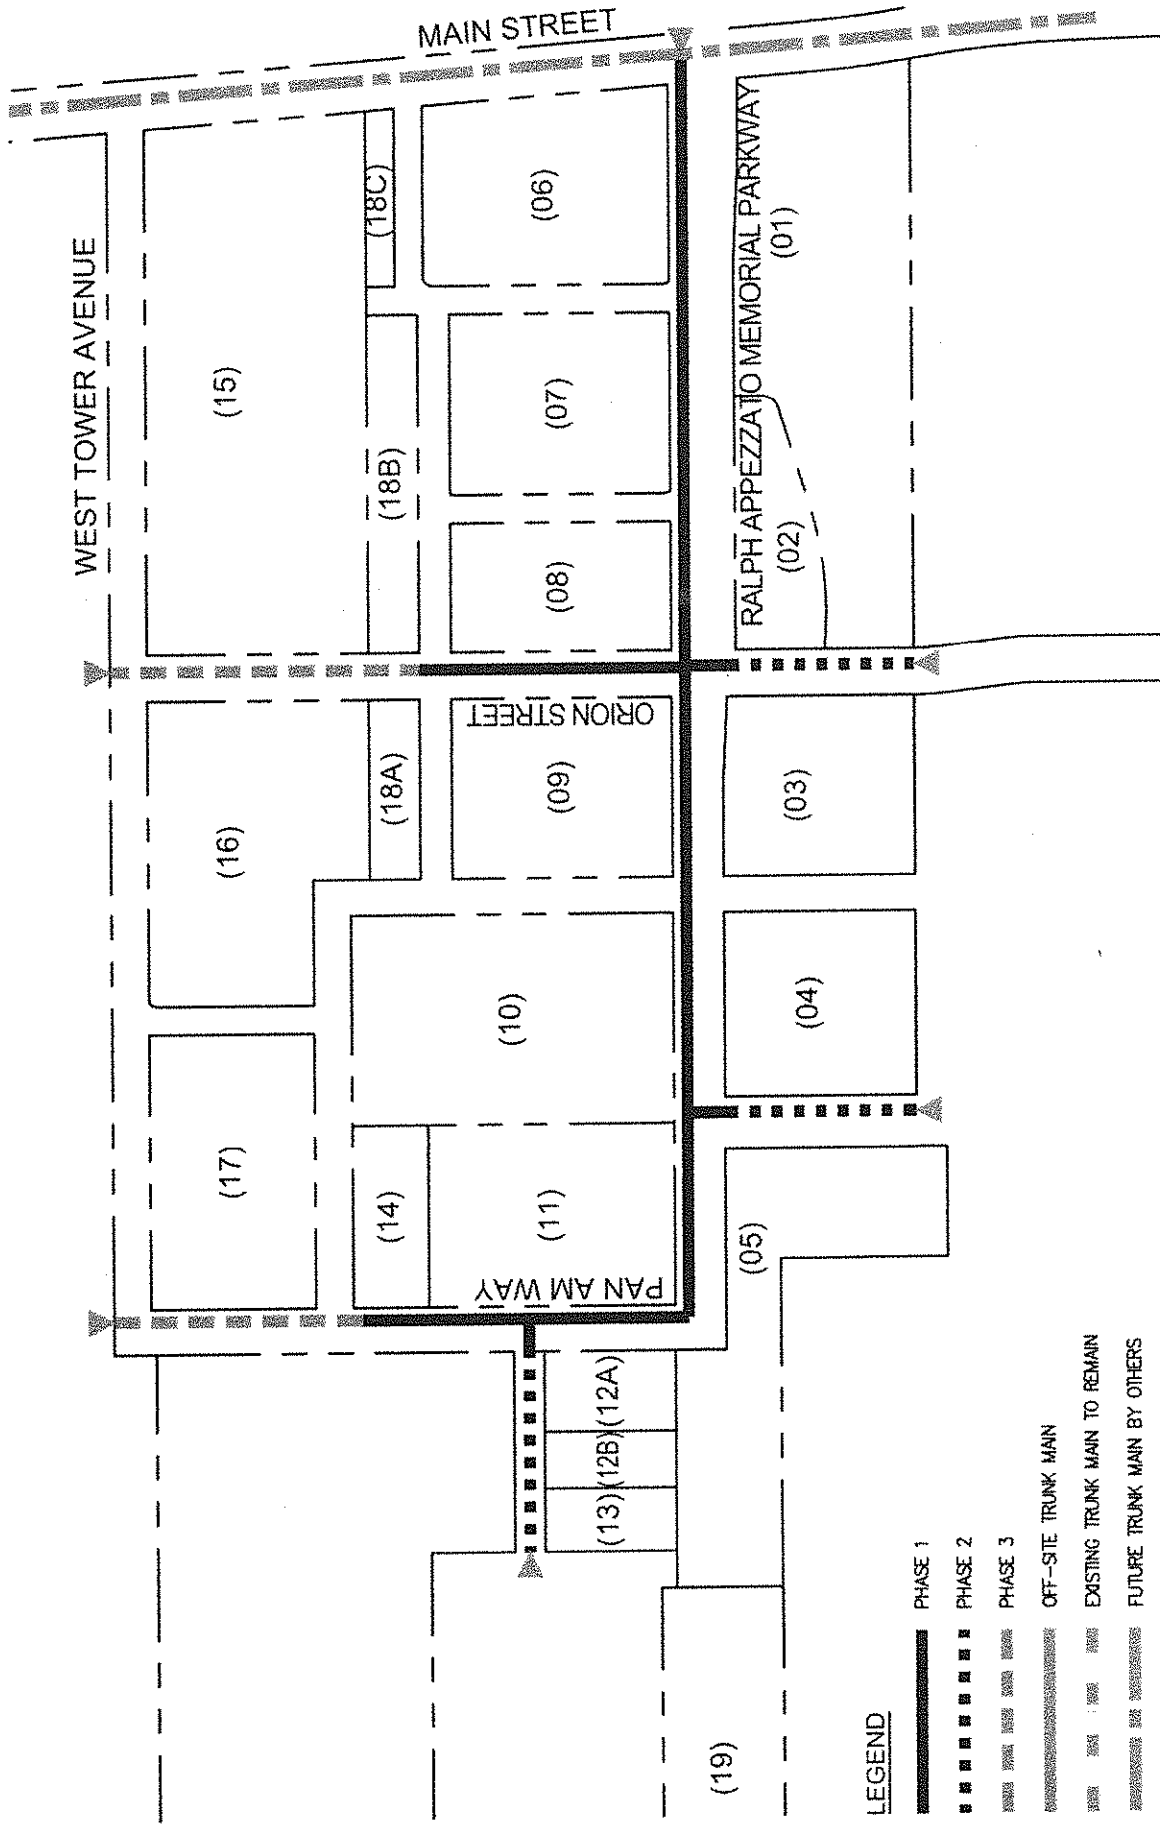 MAIN STREET
WEST TOWER AVENUE
(15)
(18C)
(06)
RALPH APPEZZATO MEMORIAL PARKWAY
(01)
(18B)
(07)
(02)
(08)
ORION STREET
(16)
(18A)
(09)
(03)
(10)
(04)
(17)
(14)
(11)
(05)
PAN AM WAY
(12A)
(12B)
(13)
(19)
LEGEND
PHASE 1
PHASE 2
PHASE 3
OFF-SITE TRUNK MAIN
EXISTING TRUNK MAIN TO REMAIN
FUTURE TRUNK MAIN BY OTHERS